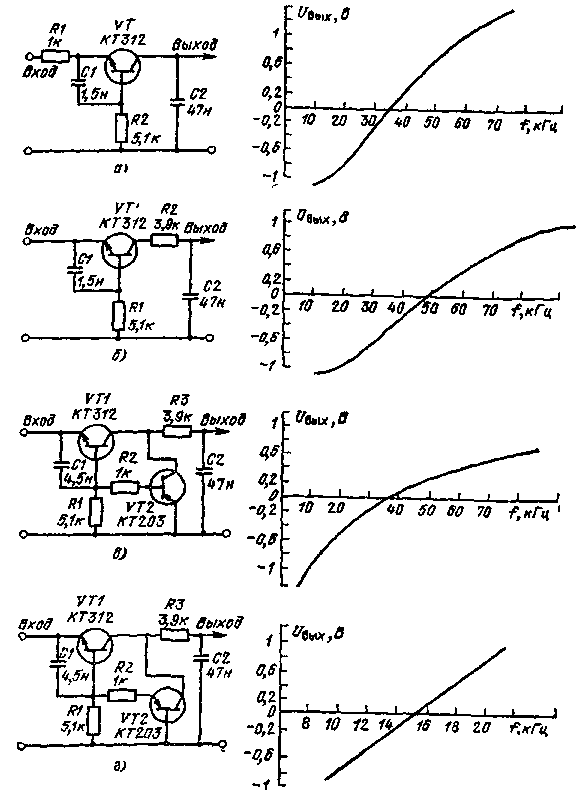 VT
КТ312
R1
1к
Выход
Вход
C1
1,5н
C2
47н
R2
5,1к
а)
Uвых, В
1
0,6
0,2
0
-0,2
-0,6
-1
10 20 30 40 50 60 70 f, кГц
VT
КТ312
R2
3,9к
Выход
Вход
C1
1,5н
C2
47н
R1
5,1к
б)
Uвых, В
1
0,6
0,2
0
-0,2
-0,6
-1
10 20 30 40 50 60 70 f, кГц
VT1
КТ312
R3
3,9к
Выход
Вход
C1
4,5н
R2
1к
C2
47н
R1
5,1к
VT2
КТ203
в)
Uвых, В
1
0,6
0,2
0
-0,2
-0,6
-1
10 20 30 40 50 60 70 f, кГц
VT1
КТ312
R3
3,9к
Выход
Вход
C1
4,5н
R2
1к
C2
47н
R1
5,1к
VT2
КТ203
г)
Uвых, В
1
0,6
0,2
0
-0,2
-0,6
-1
8 10 12 14 16 18 20 f, кГц